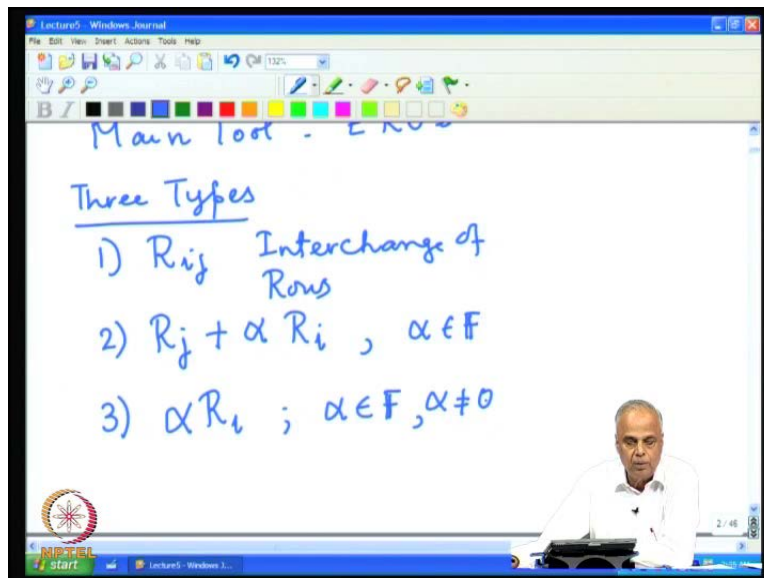 Lecture5 - Windows Journal
File Edit View Insert Actions Tools Help
132%
B I
Main Tool - EROs
Three Types
1) Rij Interchange of
Rows
2) Rj + α Ri , α ∈ F
3) α Ri ; α ∈ F, α ≠ 0
2 / 46
NPTEL
start
Lecture5 - Windows J...